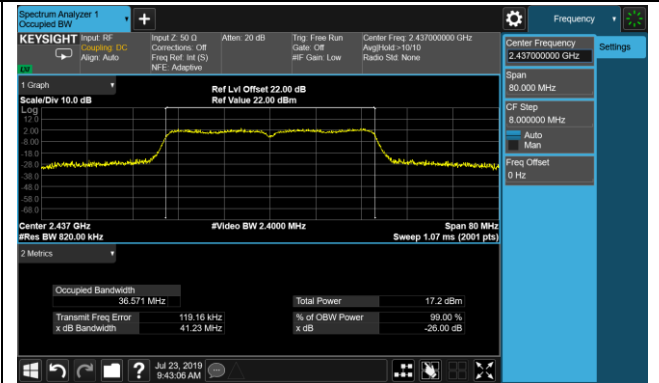 Spectrum Analyzer 1
Occupied BW
+
Frequency
KEYSIGHT
Input: RF
Coupling: DC
Align: Auto
Input Z: 50 Ω
Corrections: Off
Freq Ref: Int (S)
NFE: Adaptive
Atten: 20 dB
Trig: Free Run
Gate: Off
#IF Gain: Low
Center Freq: 2.437000000 GHz
Avg|Hold:>10/10
Radio Std: None
Center Frequency
2.437000000 GHz
Settings
Span
80.000 MHz
CF Step
8.000000 MHz
Auto
Man
Freq Offset
0 Hz
1 Graph
Scale/Div 10.0 dB
Ref Lvl Offset 22.00 dB
Ref Value 22.00 dBm
Log
12.0
2.00
-8.00
-18.0
-28.0
-38.0
-48.0
-58.0
-68.0
Center 2.437 GHz
#Video BW 2.4000 MHz
Span 80 MHz
#Res BW 820.00 kHz
Sweep 1.07 ms (2001 pts)
2 Metrics
Occupied Bandwidth
36.571 MHz
Total Power
17.2 dBm
Transmit Freq Error
119.16 kHz
% of OBW Power
99.00 %
x dB Bandwidth
41.23 MHz
x dB
-26.00 dB
?
Jul 23, 2019
9:43:06 AM